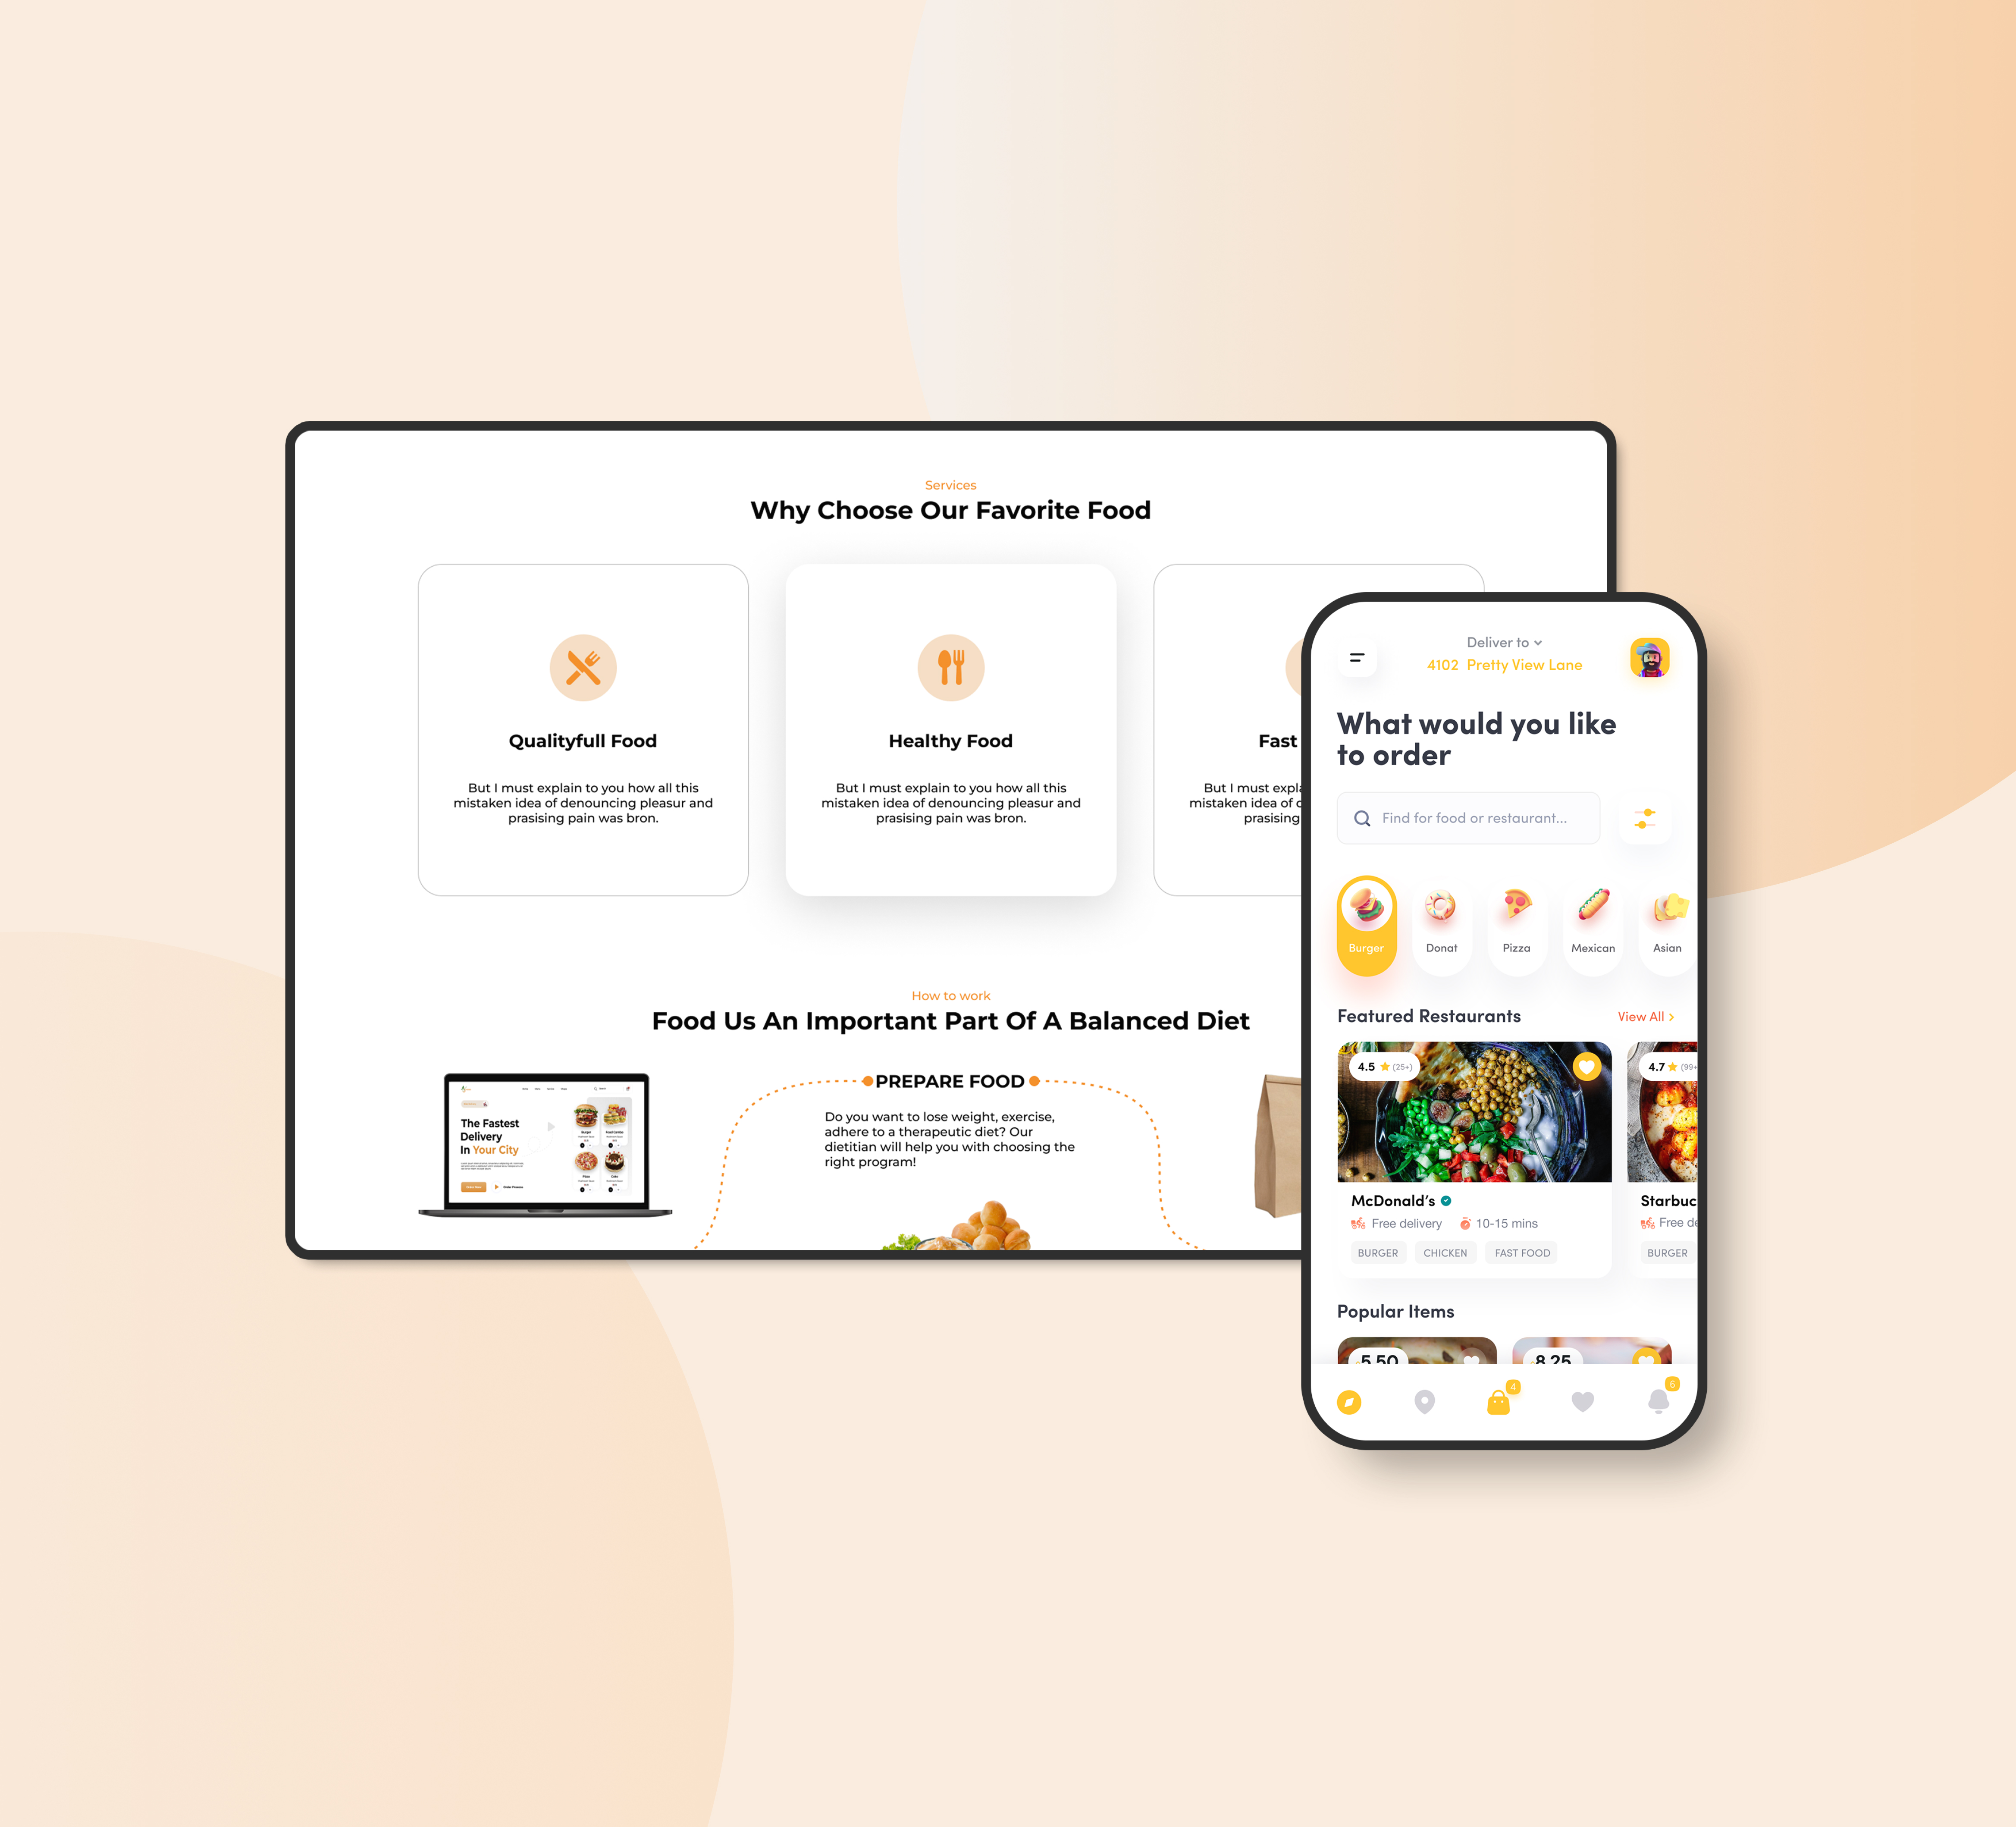 Services
Why Choose Our Favorite Food
Qualityfull Food
But I must explain to you how all this
mistaken idea of denouncing pleasur and
prasising pain was bron.
Healthy Food
But I must explain to you how all this
mistaken idea of denouncing pleasur and
prasising pain was bron.
Fast
But I must expla
mistaken idea of
prasising
How to work
Food Us An Important Part Of A Balanced Diet
The Fastest
Delivery
In Your City
PREPARE FOOD
Do you want to lose weight, exercise,
adhere to a therapeutic diet? Our
dietitian will help you with choosing the
right program!
Deliver to
4102 Pretty View Lane
What would you like
to order
Find for food or restaurant...
Burger
Donat
Pizza
Mexican
Asian
Featured Restaurants
View All
4.5 (25+)
4.7 (99+
McDonald's
Free delivery 10-15 mins
BURGER CHICKEN FAST FOOD
Starbuc
Free de
BURGER
Popular Items
5.50
8.25
4
6